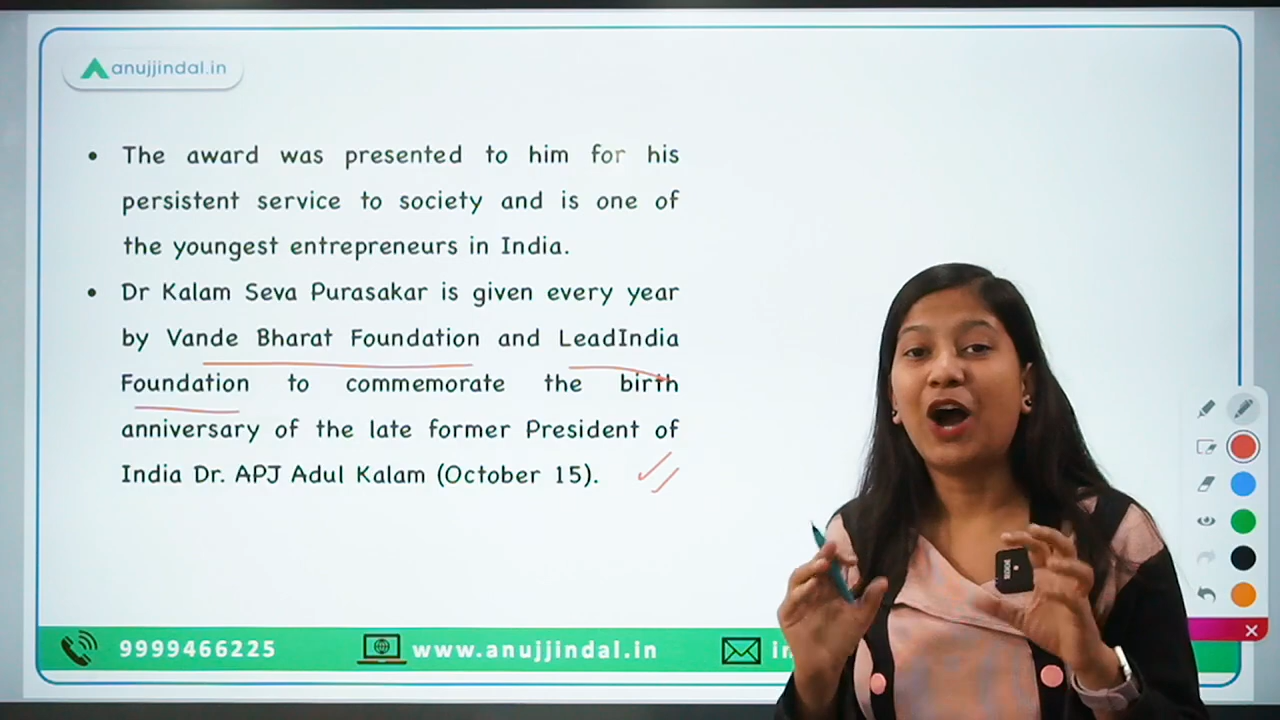 anujjindal.in
• The award was presented to him for his
persistent service to society and is one of
the youngest entrepreneurs in India.
• Dr Kalam Seva Purasakar is given every year
by Vande Bharat Foundation and LeadIndia
Foundation to commemorate the birth
anniversary of the late former President of
India Dr. APJ Adul Kalam (October 15).
9999466225
www.anujjindal.in